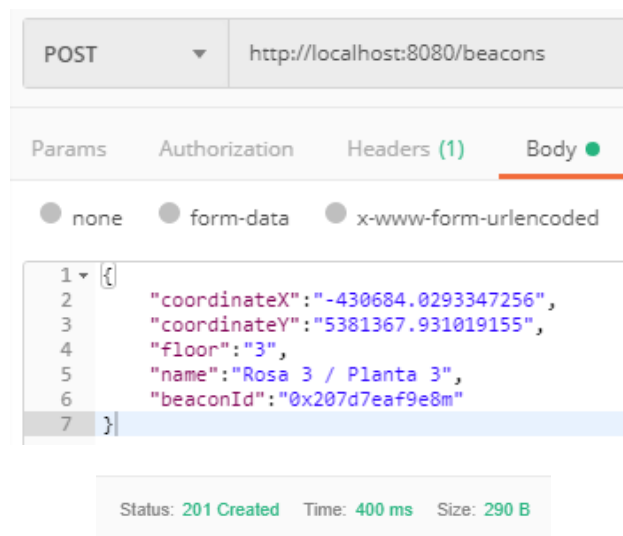 POST http://localhost:8080/beacons
Params Authorization Headers (1) Body
none form-data x-www-form-urlencoded
1 {
2 "coordinateX":"-430684.0293347256",
3 "coordinateY":"5381367.931019155",
4 "floor":"3",
5 "name":"Rosa 3 / Planta 3",
6 "beaconId":"0x207d7eaf9e8m"
7 }
Status: 201 Created Time: 400 ms Size: 290 B